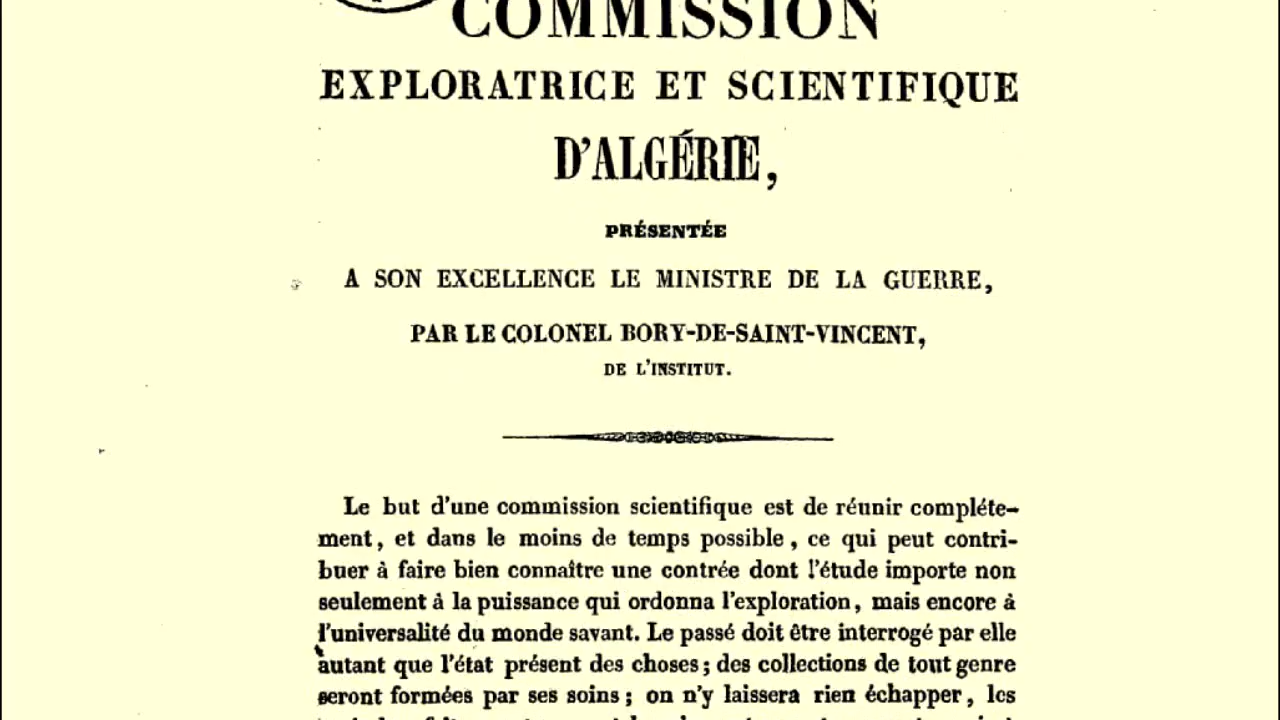 COMMISSION
EXPLORATRICE ET SCIENTIFIQUE
D'ALGÉRIE,
PRÉSENTÉE
A SON EXCELLENCE LE MINISTRE DE LA GUERRE,
PAR LE COLONEL BORY-DE-SAINT-VINCENT,
DE L'INSTITUT.
Le but d'une commission scientifique est de réunir compléte-
ment, et dans le moins de temps possible, ce qui peut contri-
buer à faire bien connaître une contrée dont l'étude importe non
seulement à la puissance qui ordonna l'exploration, mais encore à
l'universalité du monde savant. Le passé doit être interrogé par elle
autant que l'état présent des choses; des collections de tout genre
seront formées par ses soins; on n'y laissera rien échapper, les